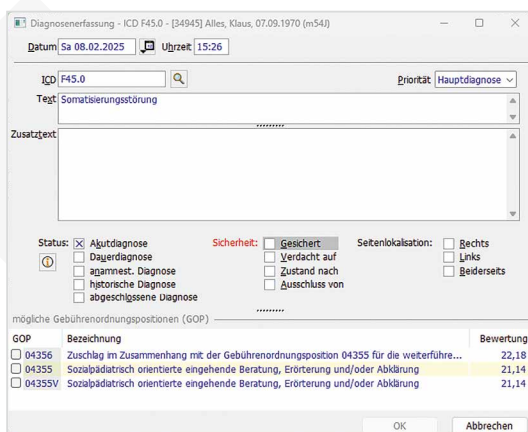 Diagnosenerfassung - ICD F45.0 - [34945] Alles, Klaus, 07.09.1970 (m54J)
Datum Sa 08.02.2025 Uhrzeit 15:26
ICD F45.0 Priorität Hauptdiagnose
Text Somatisierungsstörung
Zusatztext
Status: Akutdiagnose Sicherheit: Gesichert Seitenlokalisation: Rechts
Dauerdiagnose Verdacht auf Links
anamnest. Diagnose Zustand nach Beiderseits
historische Diagnose Ausschluss von
abgeschlossene Diagnose
mögliche Gebührenordnungspositionen (GOP)
GOP Bezeichnung Bewertung
04356 Zuschlag im Zusammenhang mit der Gebührenordnungsposition 04355 für die weiterführe... 22,18
04355 Sozialpädiatrisch orientierte eingehende Beratung, Erörterung und/oder Abklärung 21,14
04355V Sozialpädiatrisch orientierte eingehende Beratung, Erörterung und/oder Abklärung 21,14
OK Abbrechen